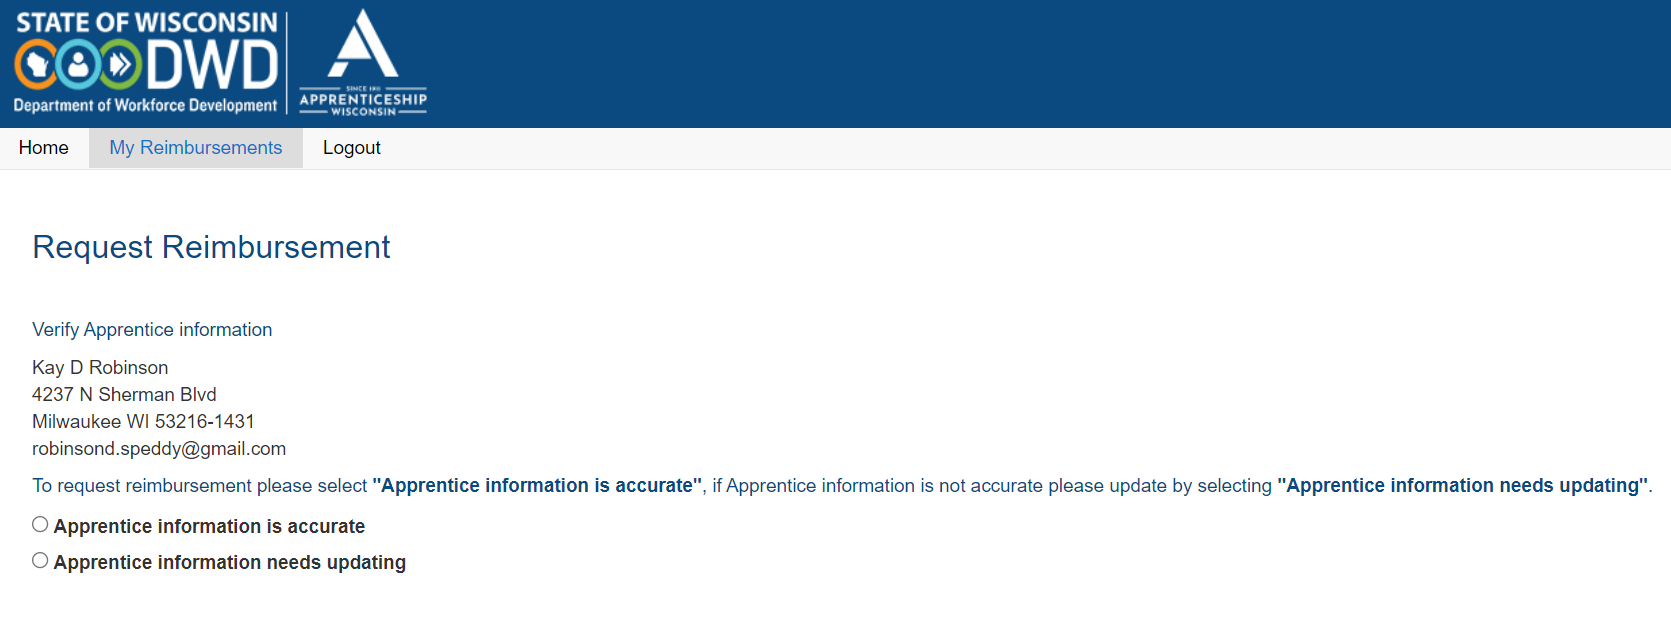 STATE OF WISCONSIN
DWD
Department of Workforce Development
SINCE 1911
APPRENTICESHIP
WISCONSIN
Home My Reimbursements Logout
Request Reimbursement
Verify Apprentice information
Kay D Robinson
4237 N Sherman Blvd
Milwaukee WI 53216-1431
robinsond.speddy@gmail.com
To request reimbursement please select "Apprentice information is accurate", if Apprentice information is not accurate please update by selecting "Apprentice information needs updating".
Apprentice information is accurate
Apprentice information needs updating